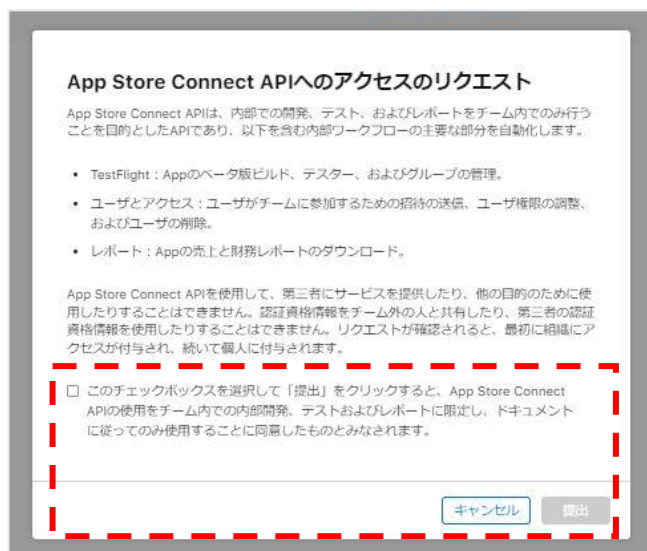 App Store Connect APIへのアクセスのリクエスト
App Store Connect APIは、内部での開発、テスト、およびレポートをチーム内でのみ行う
ことを目的としたAPIであり、以下を含む内部ワークフローの主要な部分を自動化します。
• TestFlight：Appのベータ版ビルド、テスター、およびグループの管理。
• ユーザとアクセス：ユーザがチームに参加するための招待の送信、ユーザ権限の調整、
およびユーザの削除。
• レポート：Appの売上と財務レポートのダウンロード。
App Store Connect APIを使用して、第三者にサービスを提供したり、他の目的のために使
用したりすることはできません。認証資格情報をチーム外の人と共有したり、第三者の認証
資格情報を使用したりすることはできません。リクエストが確認されると、最初に組織にア
クセスが付与され、続いて個人に付与されます。
このチェックボックスを選択して「提出」をクリックすると、App Store Connect
APIの使用をチーム内での内部開発、テストおよびレポートに限定し、ドキュメント
に従ってのみ使用することに同意したものとみなされます。
キャンセル 提出